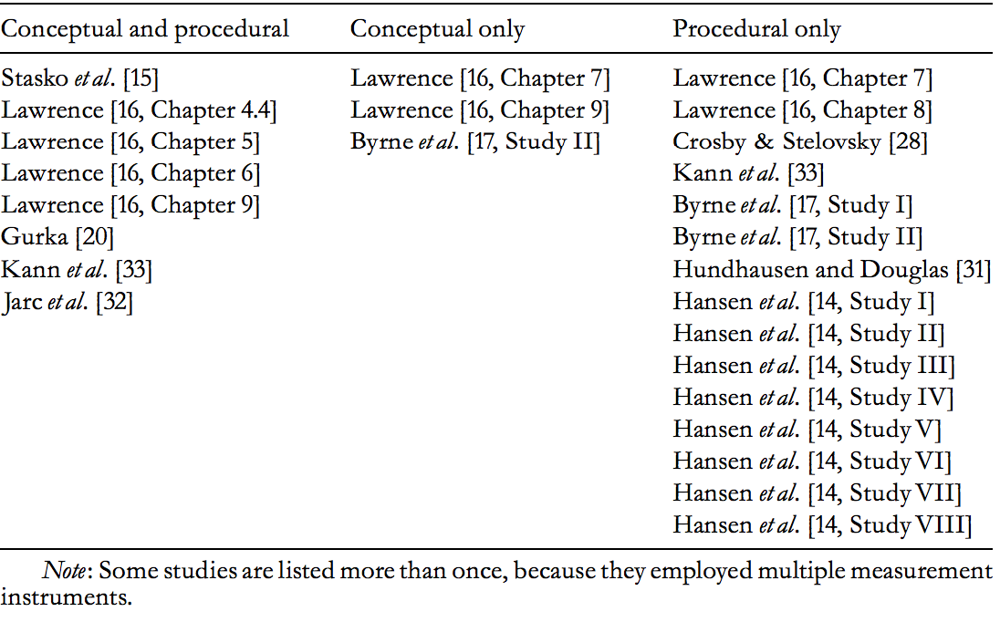 Conceptual and procedural Conceptual only Procedural only
Stasko et al. [15] Lawrence [16, Chapter 7] Lawrence [16, Chapter 7]
Lawrence [16, Chapter 4.4] Lawrence [16, Chapter 9] Lawrence [16, Chapter 8]
Lawrence [16, Chapter 5] Byrne et al. [17, Study II] Crosby & Stelovsky [28]
Lawrence [16, Chapter 6] Kann et al. [33]
Lawrence [16, Chapter 9] Byrne et al. [17, Study I]
Gurka [20] Byrne et al. [17, Study II]
Kann et al. [33] Hundhausen and Douglas [31]
Jarc et al. [32] Hansen et al. [14, Study I]
Hansen et al. [14, Study II]
Hansen et al. [14, Study III]
Hansen et al. [14, Study IV]
Hansen et al. [14, Study V]
Hansen et al. [14, Study VI]
Hansen et al. [14, Study VII]
Hansen et al. [14, Study VIII]
Note: Some studies are listed more than once, because they employed multiple measurement
instruments.